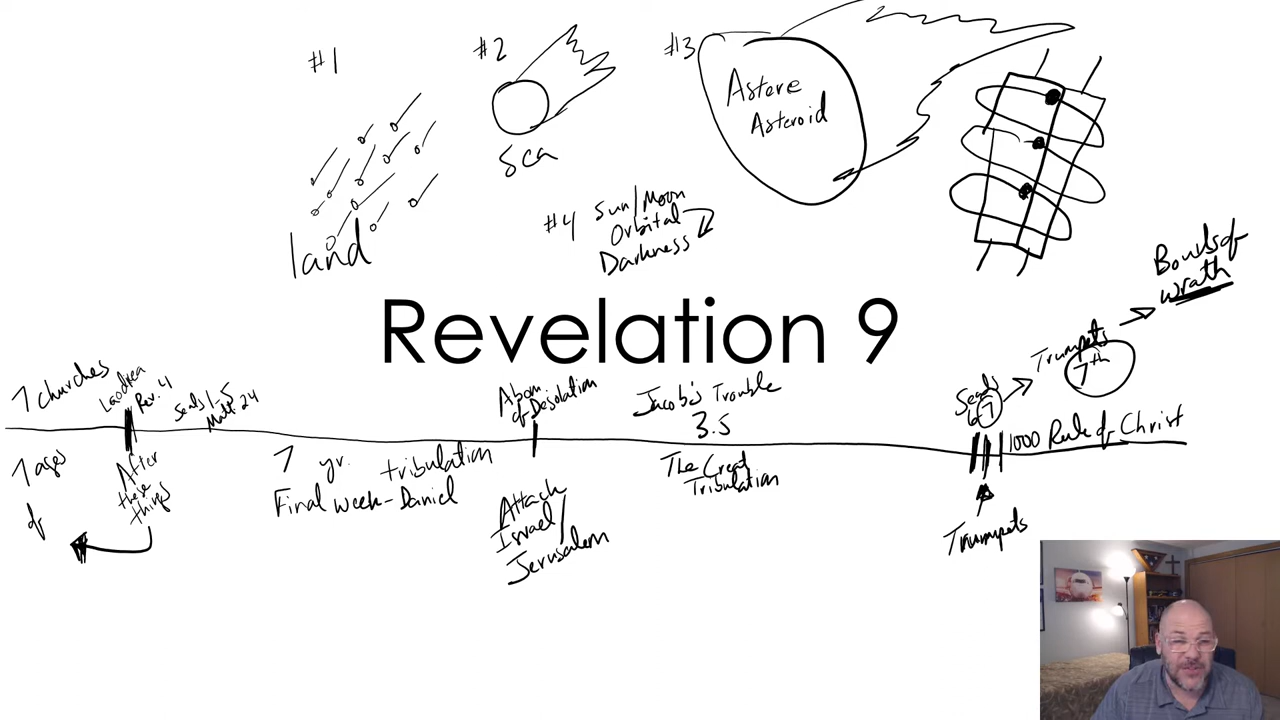 #1
land
#2
Sca
#13
Astere
Asteroid
#4 Sun/Moon
Orbital
Darkness
Revelation 9
7 churches
Laodicea
Rev. 4
Seals 1-5
Matt 24
Abom
of Desolation
Jacob's Trouble
3.5
Seals
6 7
Trumpets
7th
Bowls of
wrath
1000 Rule of Christ
7 ages
of
After
these
things
7 yr. tribulation
Final week-Daniel
Attack
Israel/
Jerusalem
The Great
Tribulation
Trumpets